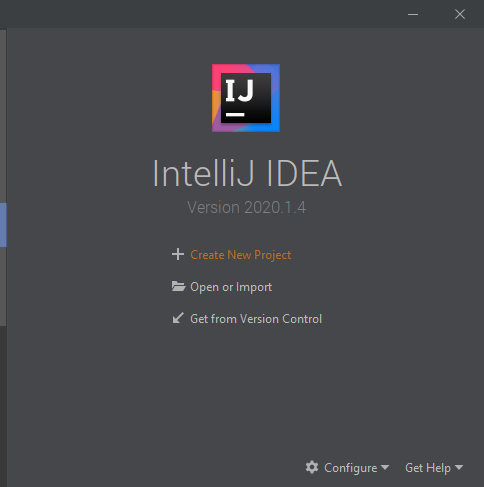 IJ
IntelliJ IDEA
Version 2020.1.4
Create New Project
Open or Import
Get from Version Control
Configure Get Help